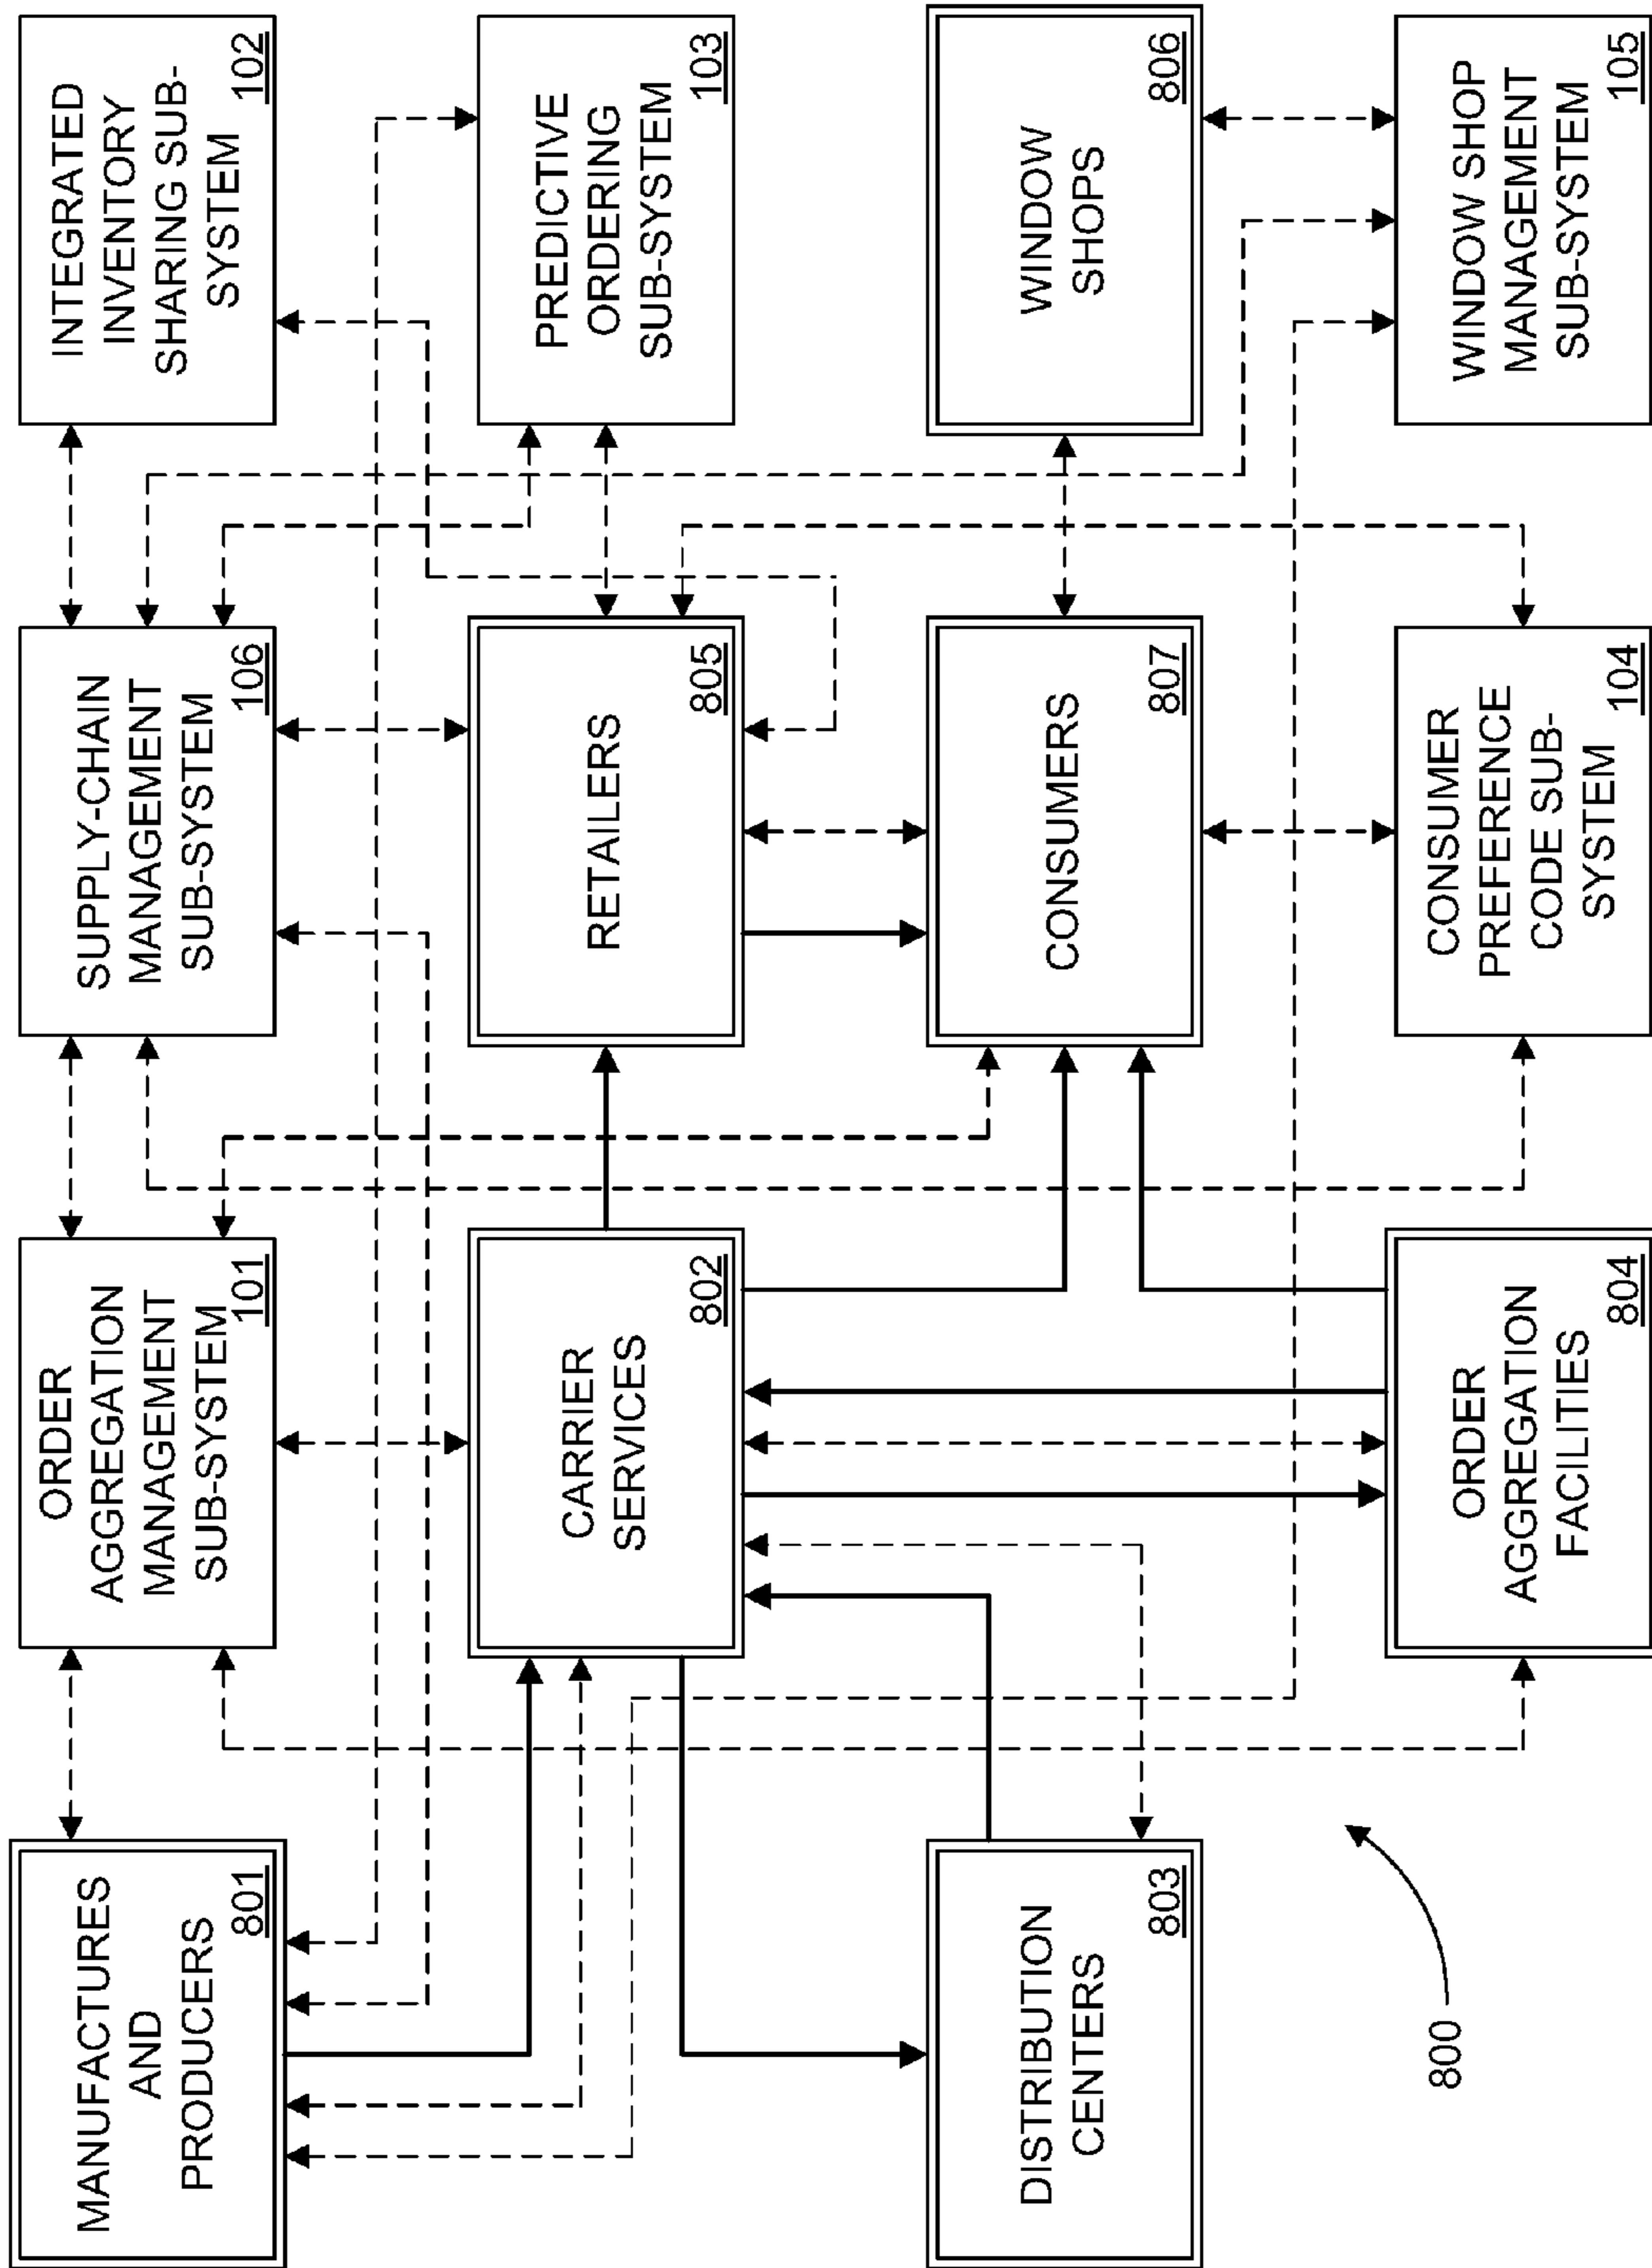 MANUFACTURES
AND
PRODUCERS
801
ORDER
AGGREGATION
MANAGEMENT
SUB-SYSTEM
101
SUPPLY-CHAIN
MANAGEMENT
SUB-SYSTEM
106
INTEGRATED
INVENTORY
SHARING SUB-
SYSTEM
102
CARRIER
SERVICES
802
RETAILERS
805
PREDICTIVE
ORDERING
SUB-SYSTEM
103
DISTRIBUTION
CENTERS
803
CONSUMERS
807
WINDOW
SHOPS
806
800
ORDER
AGGREGATION
FACILITIES
804
CONSUMER
PREFERENCE
CODE SUB-
SYSTEM
104
WINDOW SHOP
MANAGEMENT
SUB-SYSTEM
105